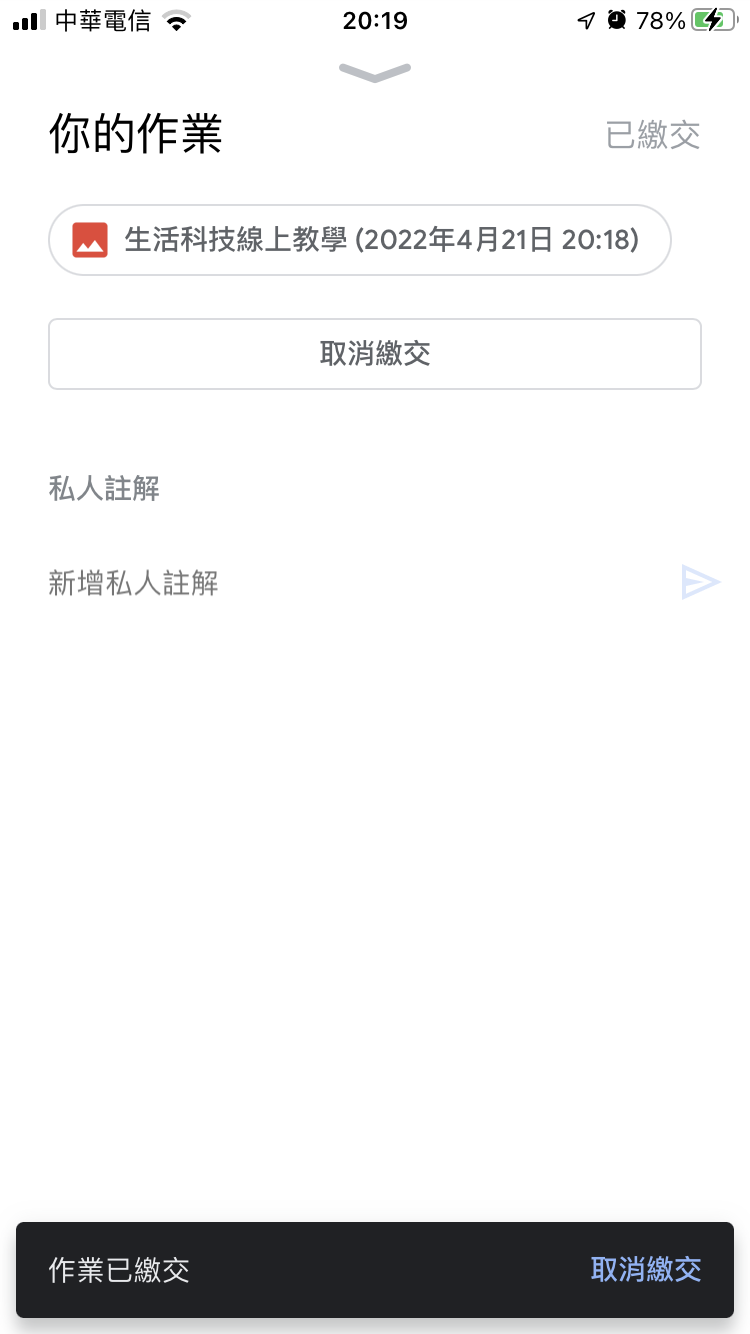 中華電信 20:19 78%
你的作業 已繳交
生活科技線上教學 (2022年4月21日 20:18)
取消繳交
私人註解
新增私人註解
作業已繳交 取消繳交